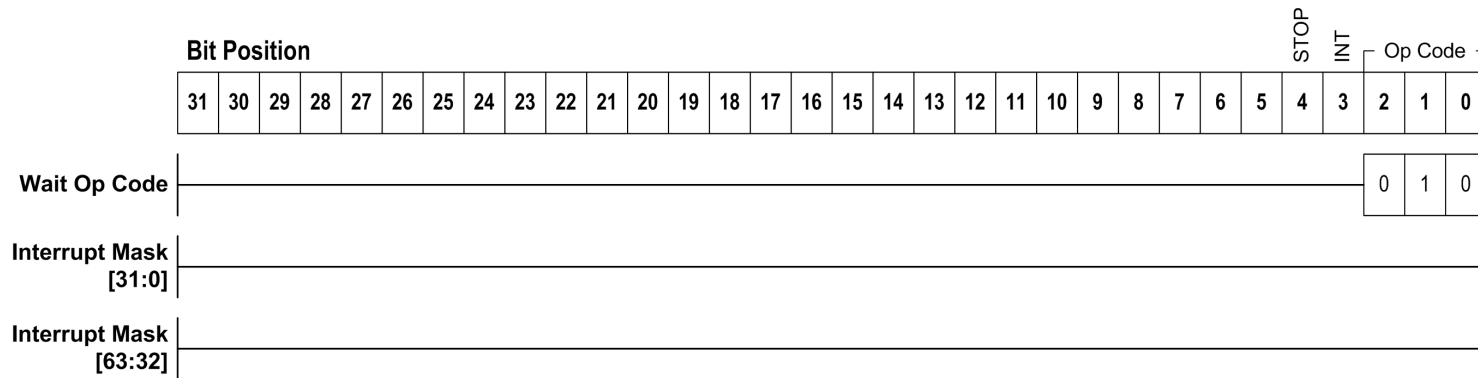 STOP
INT
Op Code
Bit Position
31 30 29 28 27 26 25 24 23 22 21 20 19 18 17 16 15 14 13 12 11 10 9 8 7 6 5 4 3 2 1 0
Wait Op Code 0 1 0
Interrupt Mask
[31:0]
Interrupt Mask
[63:32]